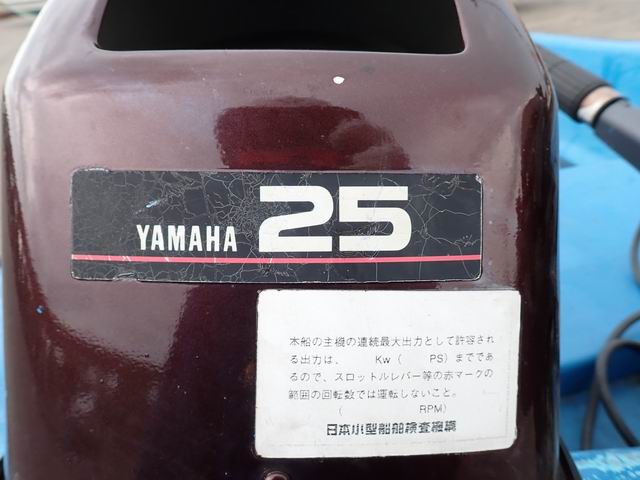 YAMAHA 25
本船の主機の連続最大出力として許容され
る出力は、 Kw( PS)までであ
るので、スロットルレバー等の赤マークの
範囲の回転数では運転しないこと。
( RPM)
日本小型船舶検査機構